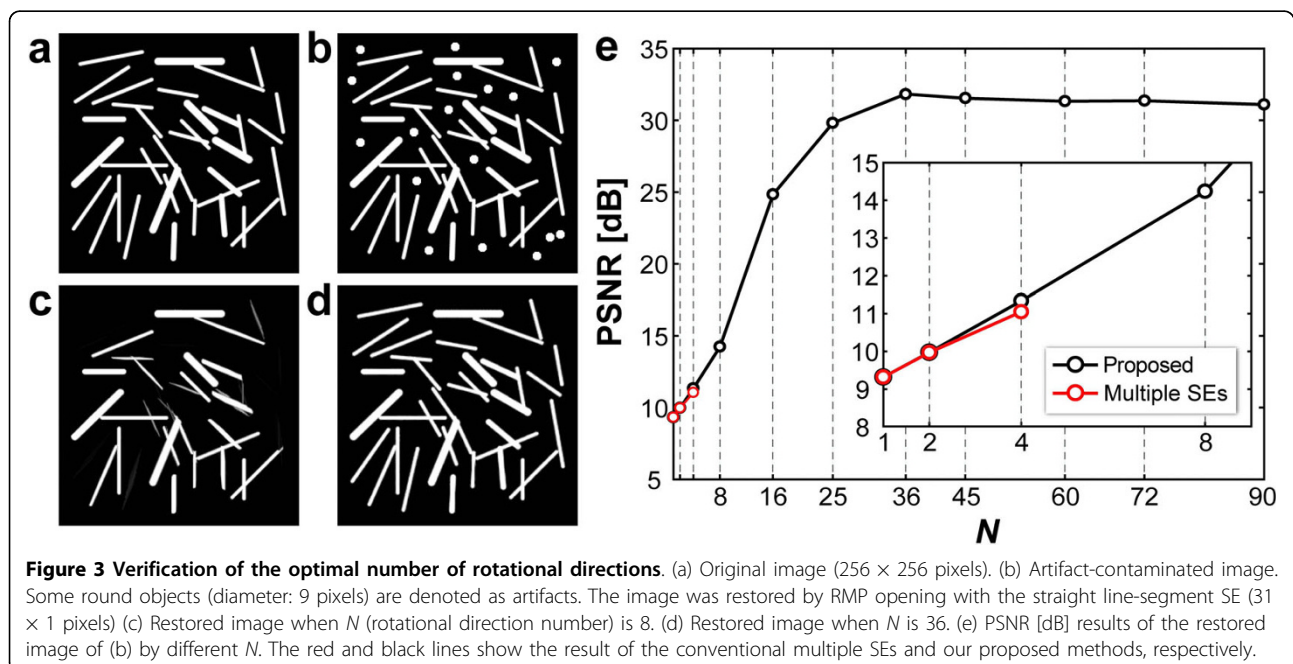 a
b
c
d
e
PSNR [dB]
35
30
25
20
15
10
5
8 16 25 36 45 60 72 90
N
15
14
13
12
11
10
9
8
1 2 4 8
Proposed
Multiple SEs
Figure 3 Verification of the optimal number of rotational directions. (a) Original image (256 × 256 pixels). (b) Artifact-contaminated image.
Some round objects (diameter: 9 pixels) are denoted as artifacts. The image was restored by RMP opening with the straight line-segment SE (31
× 1 pixels) (c) Restored image when N (rotational direction number) is 8. (d) Restored image when N is 36. (e) PSNR [dB] results of the restored
image of (b) by different N. The red and black lines show the result of the conventional multiple SEs and our proposed methods, respectively.